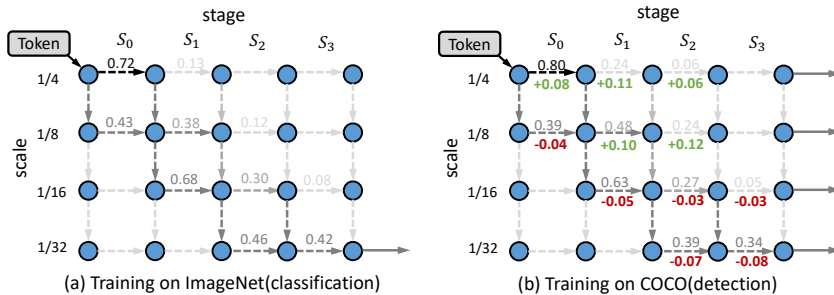 stage
stage
Token
S₀
S₁
S₂
S₃
Token
S₀
S₁
S₂
S₃
scale
1/4
0.72
0.13
1/8
0.43
0.38
0.12
1/16
0.68
0.30
0.08
1/32
0.46
0.42
(a) Training on ImageNet(classification)
scale
1/4
0.80
0.24
0.06
+0.08
+0.11
+0.06
1/8
0.39
0.48
0.24
-0.04
+0.10
+0.12
1/16
0.63
0.27
0.05
-0.05
-0.03
-0.03
1/32
0.39
0.34
-0.07
-0.08
(b) Training on COCO(detection)